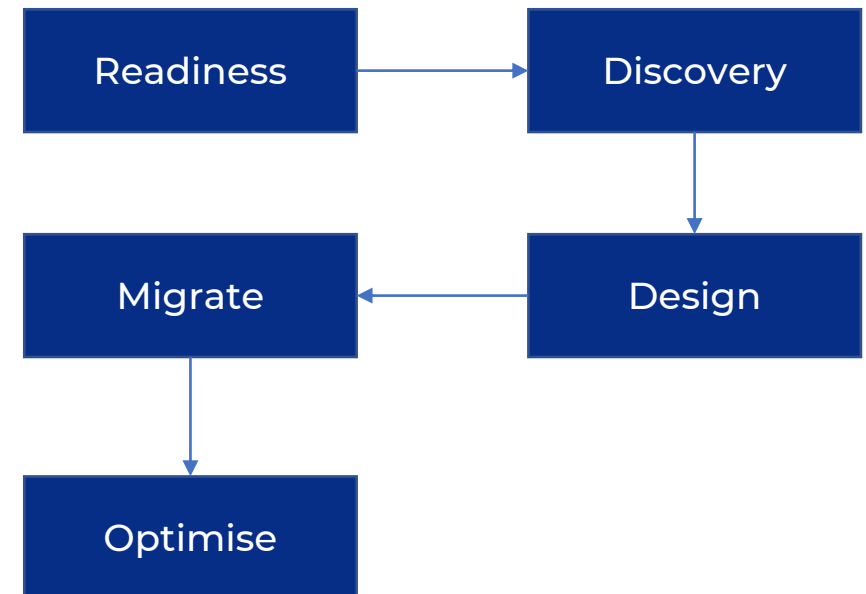 Readiness
Discovery
Migrate
Design
Optimise